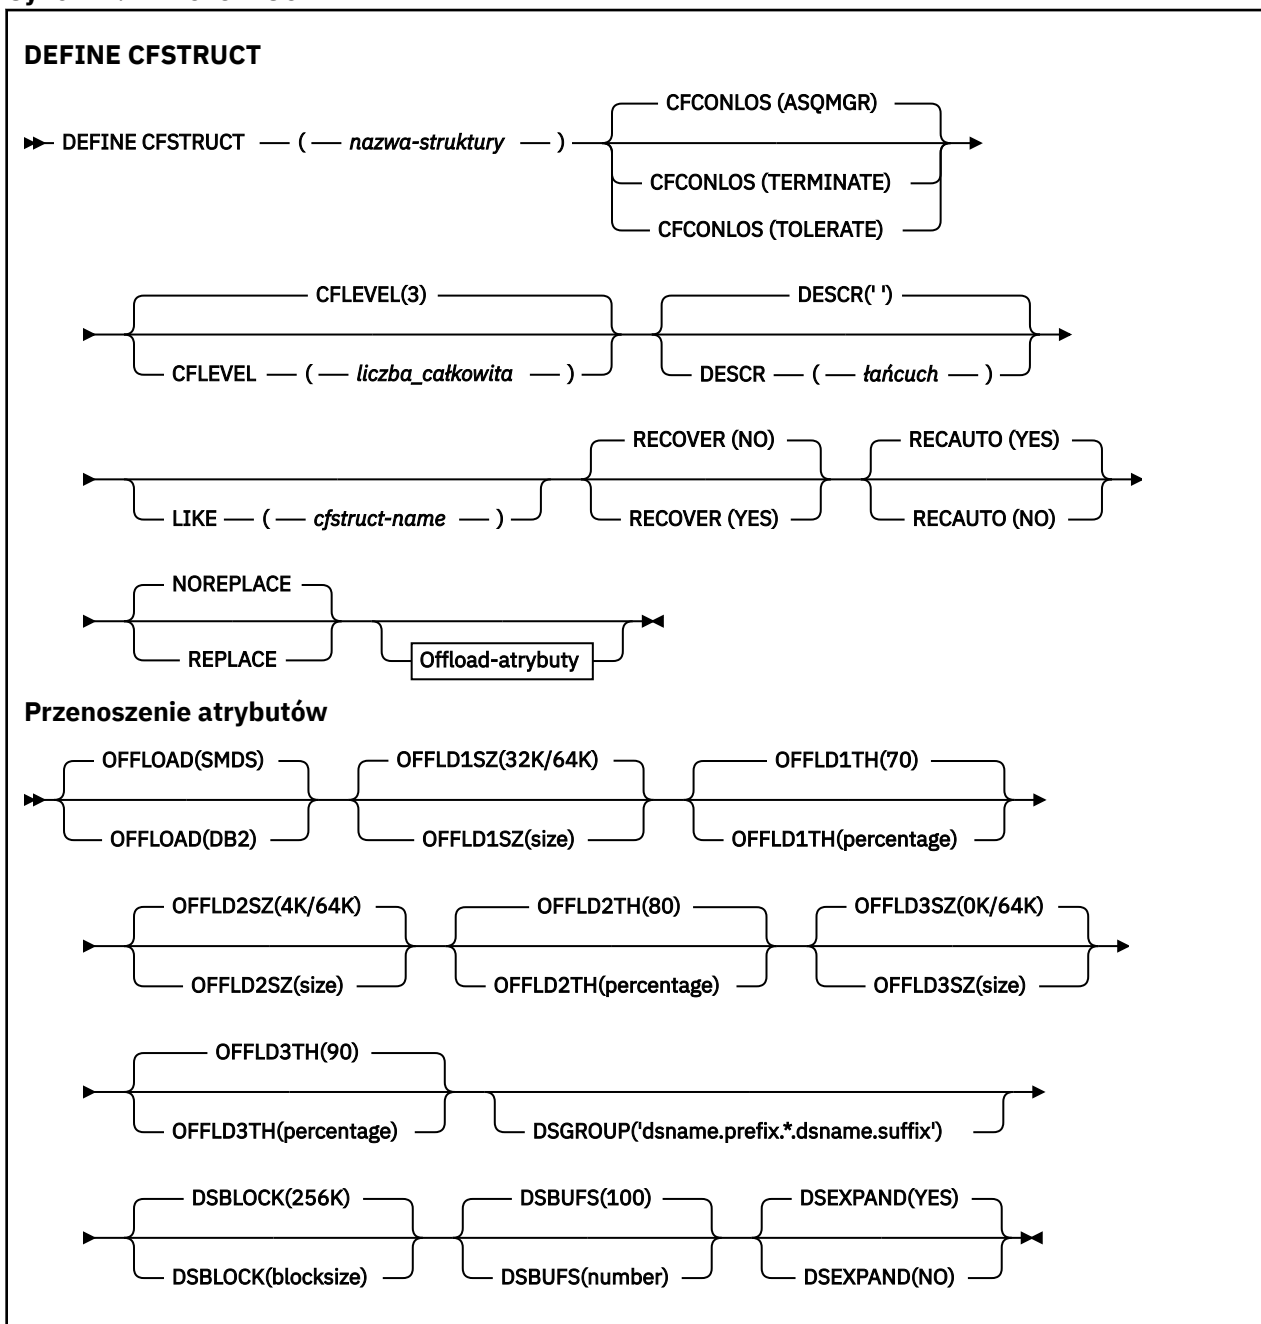 DEFINE CFSTRUCT
CFCONLOS (ASQMGR)
DEFINE CFSTRUCT ( nazwa-struktury )
CFCONLOS (TERMINATE)
CFCONLOS (TOLERATE)
CFLEVEL(3) DESCR(' ')
CFLEVEL ( liczba_całkowita ) DESCR ( łańcuch )
RECOVER (NO) RECAUTO (YES)
LIKE ( cfstruct-name ) RECOVER (YES) RECAUTO (NO)
NOREPLACE
REPLACE Offload-atrybuty
Przenoszenie atrybutów
OFFLOAD(SMDS) OFFLD1SZ(32K/64K) OFFLD1TH(70)
OFFLOAD(DB2) OFFLD1SZ(size) OFFLD1TH(percentage)
OFFLD2SZ(4K/64K) OFFLD2TH(80) OFFLD3SZ(0K/64K)
OFFLD2SZ(size) OFFLD2TH(percentage) OFFLD3SZ(size)
OFFLD3TH(90)
OFFLD3TH(percentage) DSGROUP('dsname.prefix.*.dsname.suffix')
DSBLOCK(256K) DSBUFS(100) DSEXPAND(YES)
DSBLOCK(blocksize) DSBUFS(number) DSEXPAND(NO)